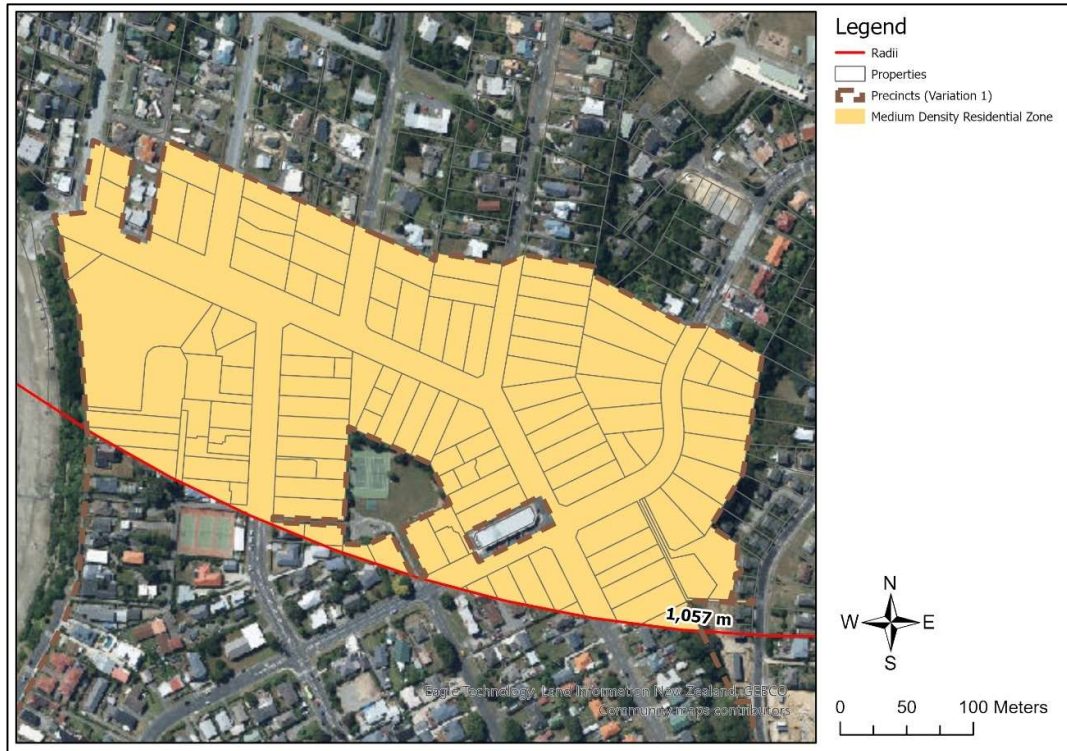 Legend
Radii
Properties
Precincts (Variation 1)
Medium Density Residential Zone
1,057 m
Eagle Technology, Land Information New Zealand, GEBCO,
Community maps contributors
N
W
E
S
0 50 100 Meters